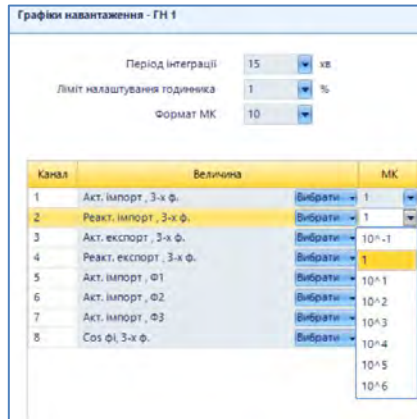 Графіки навантаження - ГН 1
Період інтеграції 15 хв
Ліміт налаштування годинника 1 %
Формат МК 10
Канал Величина МК
1 Акт. імпорт , 3-х ф. Вибрати 1
2 Реакт. імпорт , 3-х ф. Вибрати 1
3 Акт. експорт , 3-х ф. Вибрати 10^-1
4 Реакт. експорт , 3-х ф. Вибрати 1
5 Акт. імпорт , Ф1 Вибрати 10^1
6 Акт. імпорт , Ф2 Вибрати 10^2
7 Акт. імпорт , Ф3 Вибрати 10^3
8 Cos фі, 3-х ф. Вибрати 10^4
10^5
10^6